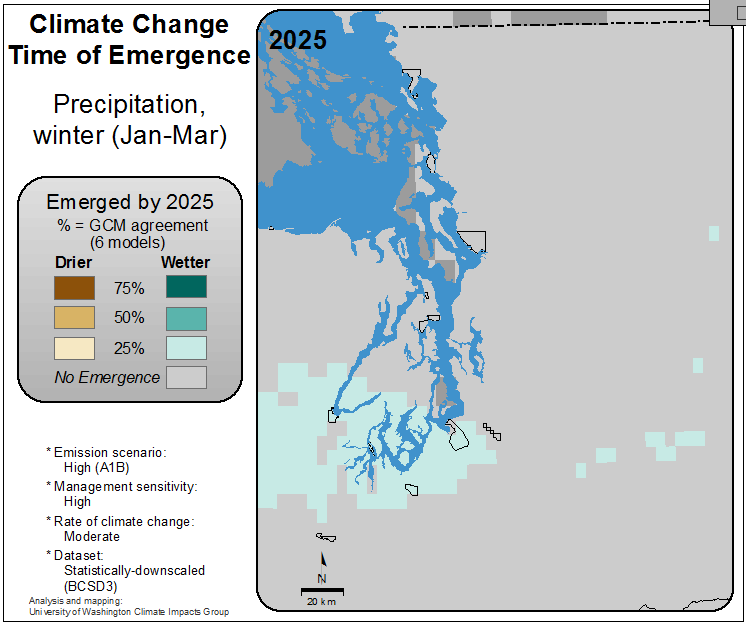 Climate Change
Time of Emergence
Precipitation,
winter (Jan-Mar)
Emerged by 2025
% = GCM agreement
(6 models)
Drier Wetter
75%
50%
25%
No Emergence
* Emission scenario:
High (A1B)
* Management sensitivity:
High
* Rate of climate change:
Moderate
* Dataset:
Statistically-downscaled
(BCSD3)
Analysis and mapping:
University of Washington Climate Impacts Group
2025
N
20 km